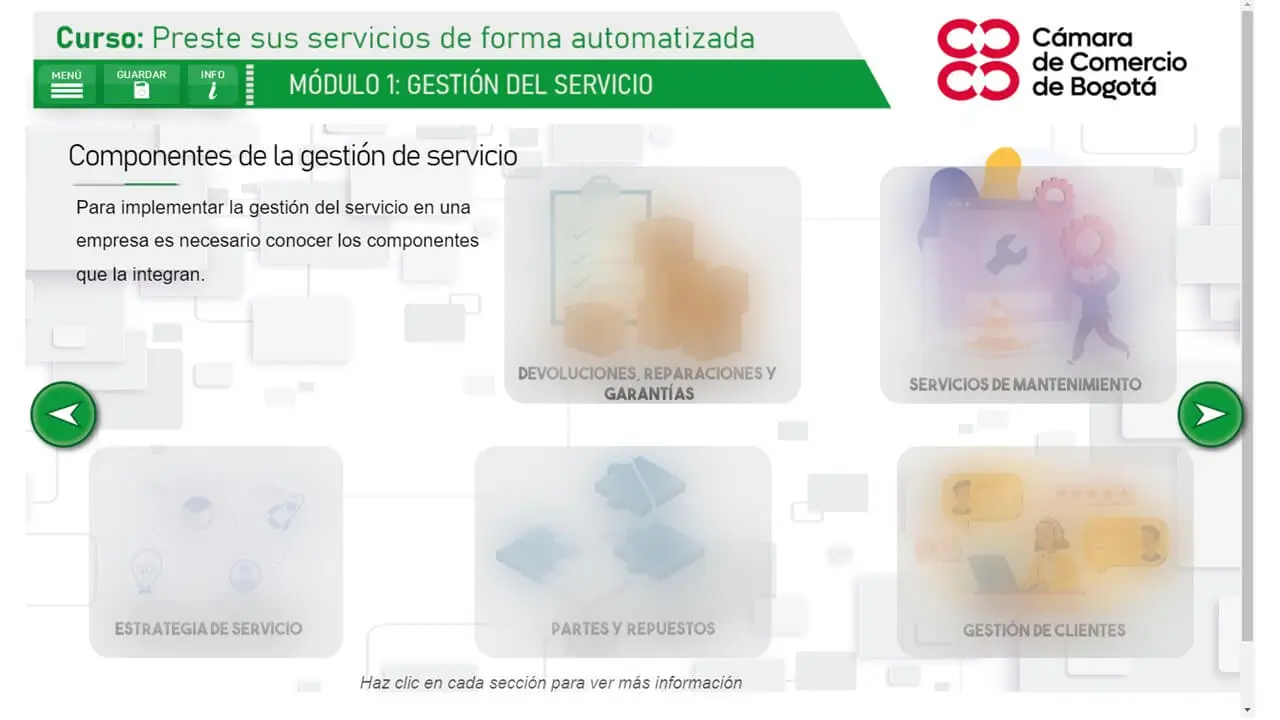 Curso: Preste sus servicios de forma automatizada
MENÚ
GUARDAR
INFO
i
MÓDULO 1: GESTIÓN DEL SERVICIO
Cámara
de Comercio
de Bogotá
Componentes de la gestión de servicio
Para implementar la gestión del servicio en una
empresa es necesario conocer los componentes
que la integran.
DEVOLUCIONES, REPARACIONES Y
GARANTÍAS
SERVICIOS DE MANTENIMIENTO
ESTRATEGIA DE SERVICIO
PARTES Y REPUESTOS
GESTIÓN DE CLIENTES
Haz clic en cada sección para ver más información